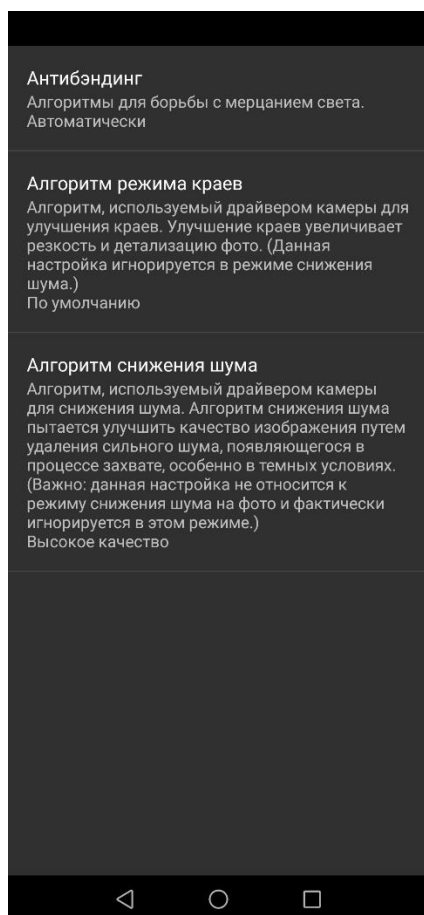 Антибэндинг
Алгоритмы для борьбы с мерцанием света.
Автоматически
Алгоритм режима краев
Алгоритм, используемый драйвером камеры для
улучшения краев. Улучшение краев увеличивает
резкость и детализацию фото. (Данная
настройка игнорируется в режиме снижения
шума.)
По умолчанию
Алгоритм снижения шума
Алгоритм, используемый драйвером камеры
для снижения шума. Алгоритм снижения шума
пытается улучшить качество изображения путем
удаления сильного шума, появляющегося в
процессе захвате, особенно в темных условиях.
(Важно: данная настройка не относится к
режиму снижения шума на фото и фактически
игнорируется в этом режиме.)
Высокое качество